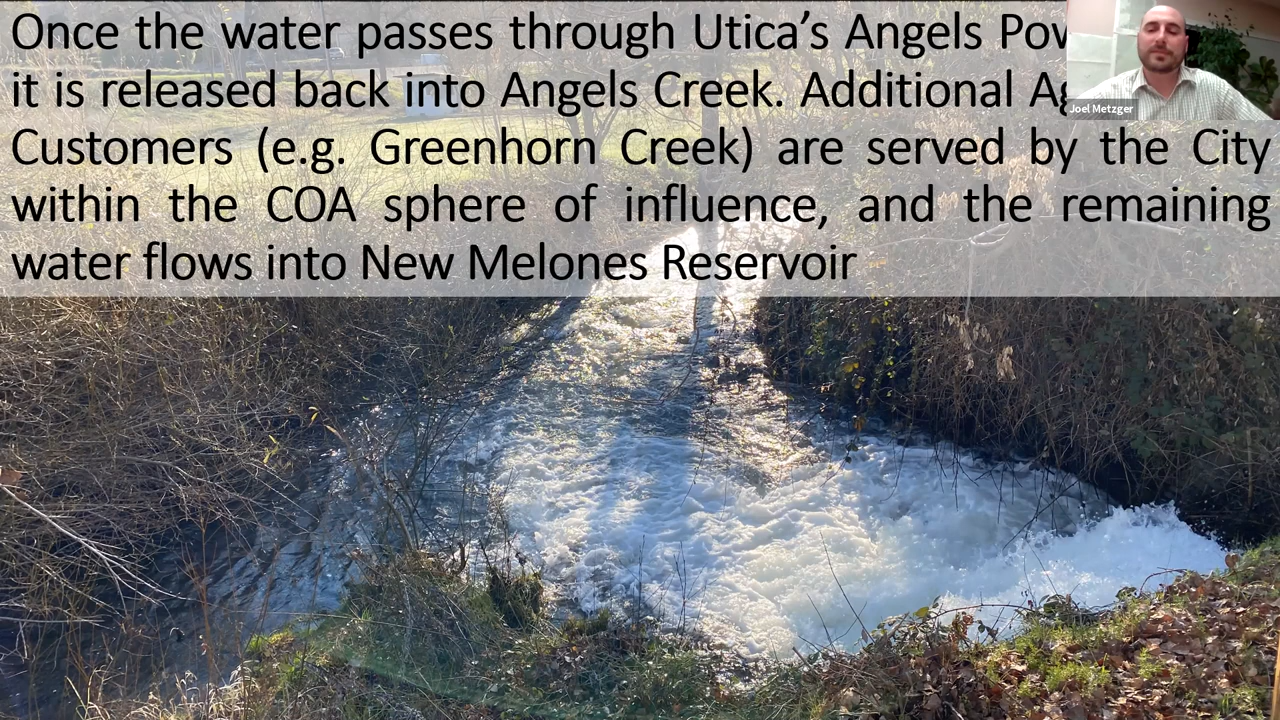 Once the water passes through Utica’s Angels
it is released back into Angels Creek. Additional
Customers (e.g. Greenhorn Creek) are served by the City
within the COA sphere of influence, and the remaining
water flows into New Melones Reservoir
Joel Metzger